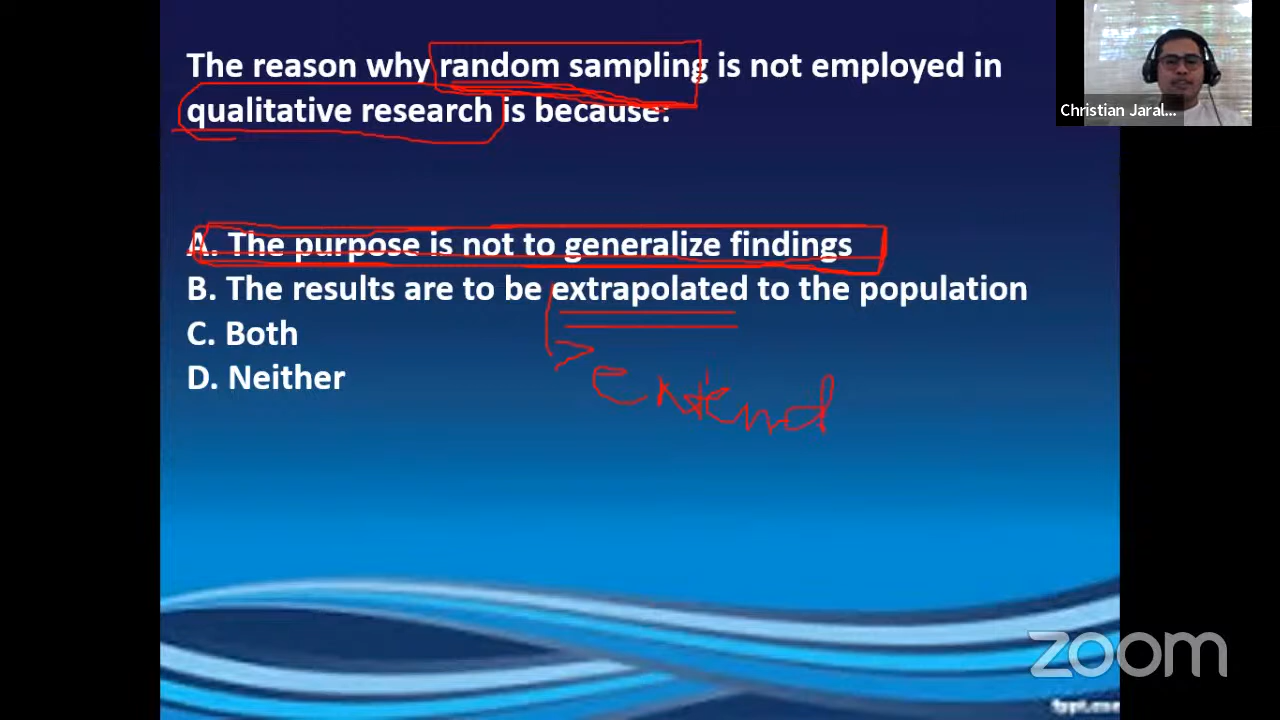 The reason why random sampling is not employed in
qualitative research is because:
A. The purpose is not to generalize findings
B. The results are to be extrapolated to the population
C. Both
D. Neither
extend
Christian Jaral...
zoom